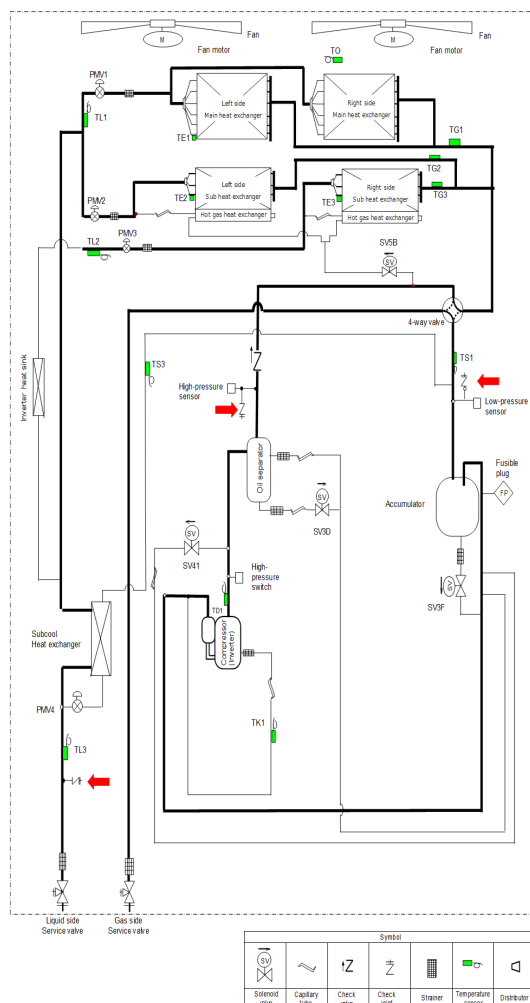 Fan
Fan
M
M
Fan motor
Fan motor
TO
PMV1
TL1
Left side
Main heat exchanger
Right side
Main heat exchanger
TE1
TG1
TG2
Left side
Sub heat exchanger
Right side
Sub heat exchanger
TG3
TE2
TE3
PMV2
Hot gas heat exchanger
Hot gas heat exchanger
TL2
PMV3
SV5B
SV
4-way valve
TS3
TS1
High-pressure
sensor
Low-pressure
sensor
Inverter heat sink
Oil separator
Fusible
plug
FP
Accumulator
SV
SV3D
SV
SV41
High-
pressure
switch
SV
SV3F
TD1
Compressor
(Inverter)
Subcool
Heat exchanger
PMV4
TK1
TL3
Liquid side
Service valve
Gas side
Service valve
Symbol
SV
Solenoid
valve
Capillary
tube
Check
valve
Check
joint
Strainer
Temperature
sensor
Distributor